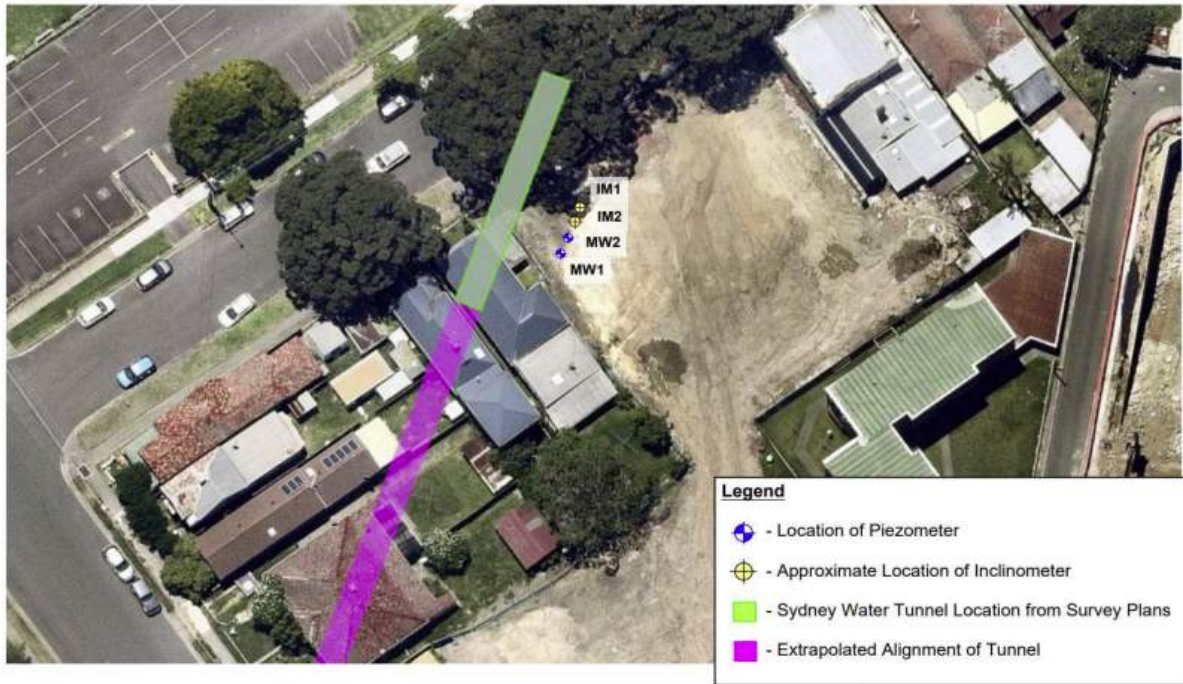 IM1
IM2
MW2
MW1
Legend
- Location of Piezometer
- Approximate Location of Inclinometer
- Sydney Water Tunnel Location from Survey Plans
- Extrapolated Alignment of Tunnel